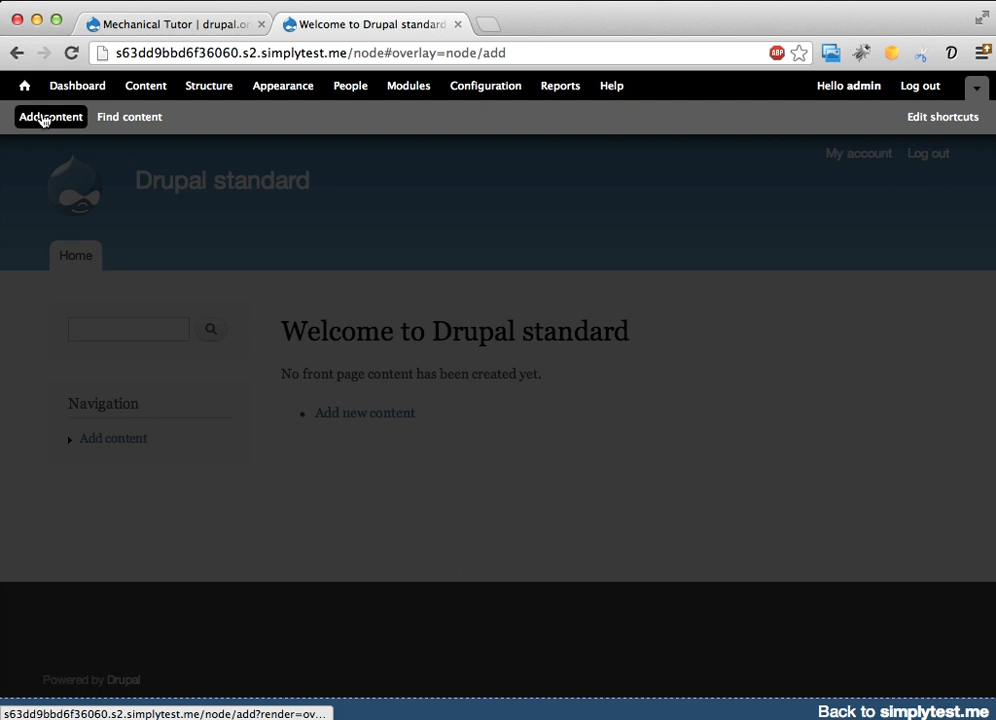 Mechanical Tutor | drupal.or
Welcome to Drupal standard
s63dd9bbd6f36060.s2.simplytest.me/node#overlay=node/add
ABP
D
Dashboard Content Structure Appearance People Modules Configuration Reports Help Hello admin Log out
Add content Find content Edit shortcuts
My account Log out
Drupal standard
Home
Welcome to Drupal standard
No front page content has been created yet.
Navigation
Add new content
Add content
Powered by Drupal
s63dd9bbd6f36060.s2.simplytest.me/node/add?render=ov...
Back to simplytest.me